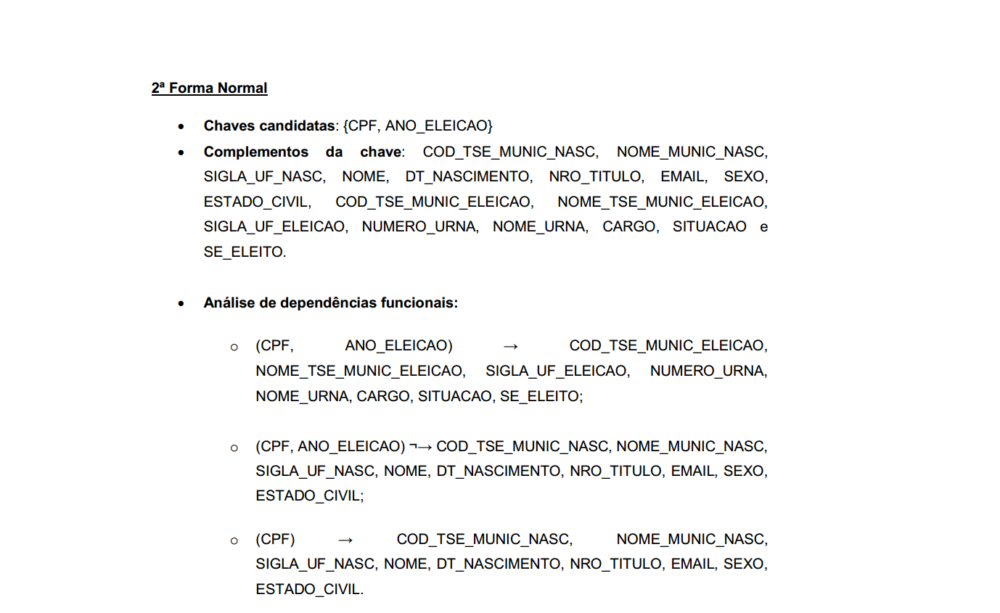 2ª Forma Normal
• Chaves candidatas: {CPF, ANO_ELEICAO}
• Complementos da chave: COD_TSE_MUNIC_NASC, NOME_MUNIC_NASC,
SIGLA_UF_NASC, NOME, DT_NASCIMENTO, NRO_TITULO, EMAIL, SEXO,
ESTADO_CIVIL, COD_TSE_MUNIC_ELEICAO, NOME_TSE_MUNIC_ELEICAO,
SIGLA_UF_ELEICAO, NUMERO_URNA, NOME_URNA, CARGO, SITUACAO e
SE_ELEITO.
• Análise de dependências funcionais:
o (CPF, ANO_ELEICAO) → COD_TSE_MUNIC_ELEICAO,
NOME_TSE_MUNIC_ELEICAO, SIGLA_UF_ELEICAO, NUMERO_URNA,
NOME_URNA, CARGO, SITUACAO, SE_ELEITO;
o (CPF, ANO_ELEICAO) ¬→ COD_TSE_MUNIC_NASC, NOME_MUNIC_NASC,
SIGLA_UF_NASC, NOME, DT_NASCIMENTO, NRO_TITULO, EMAIL, SEXO,
ESTADO_CIVIL;
o (CPF) → COD_TSE_MUNIC_NASC, NOME_MUNIC_NASC,
SIGLA_UF_NASC, NOME, DT_NASCIMENTO, NRO_TITULO, EMAIL, SEXO,
ESTADO_CIVIL.